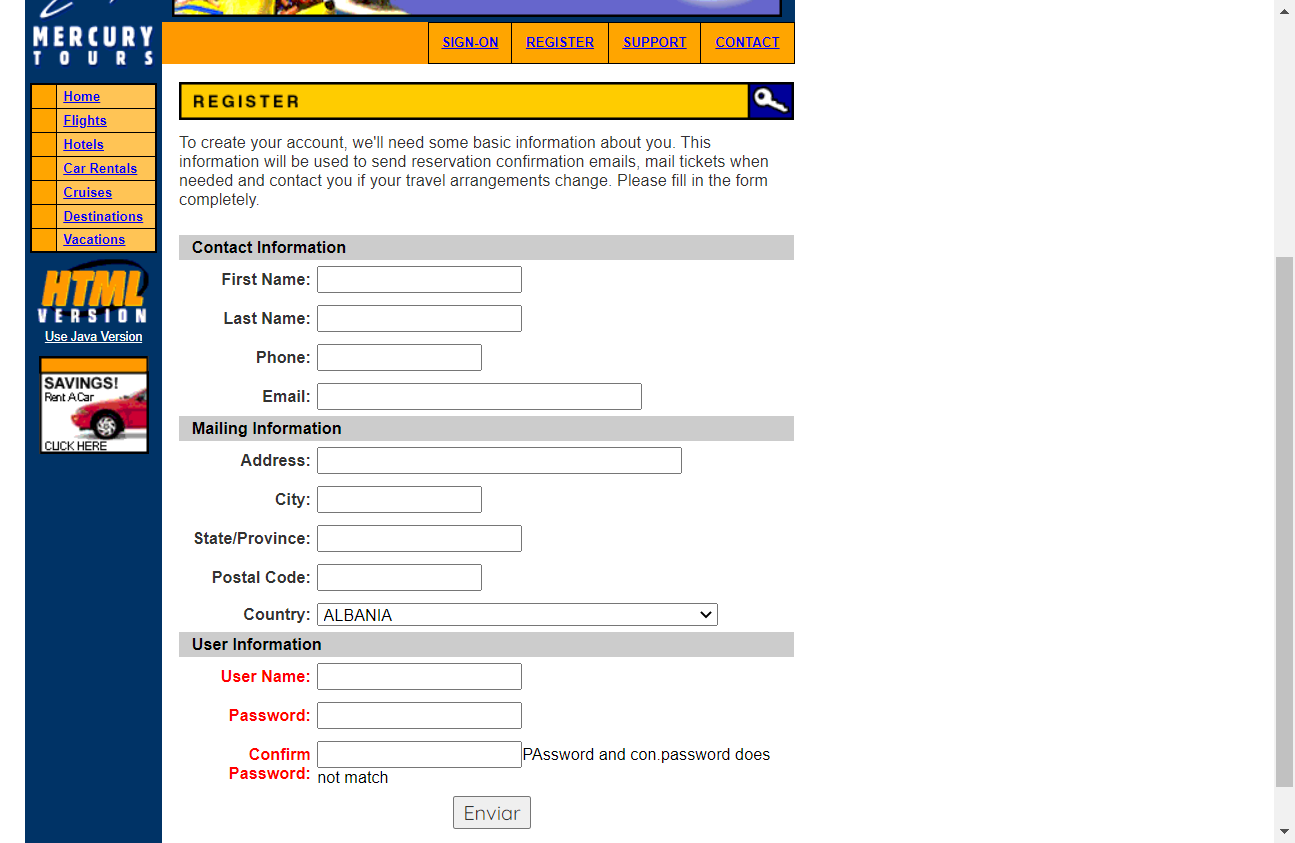 MERCURY
TOURS
SIGN-ON REGISTER SUPPORT CONTACT
Home
Flights
Hotels
Car Rentals
Cruises
Destinations
Vacations
HTML
VERSION
Use Java Version
SAVINGS!
Rent A Car
CLICK HERE
REGISTER
To create your account, we'll need some basic information about you. This
information will be used to send reservation confirmation emails, mail tickets when
needed and contact you if your travel arrangements change. Please fill in the form
completely.
Contact Information
First Name:
Last Name:
Phone:
Email:
Mailing Information
Address:
City:
State/Province:
Postal Code:
Country: ALBANIA
User Information
User Name:
Password:
Confirm PAssword and con.password does
Password: not match
Enviar